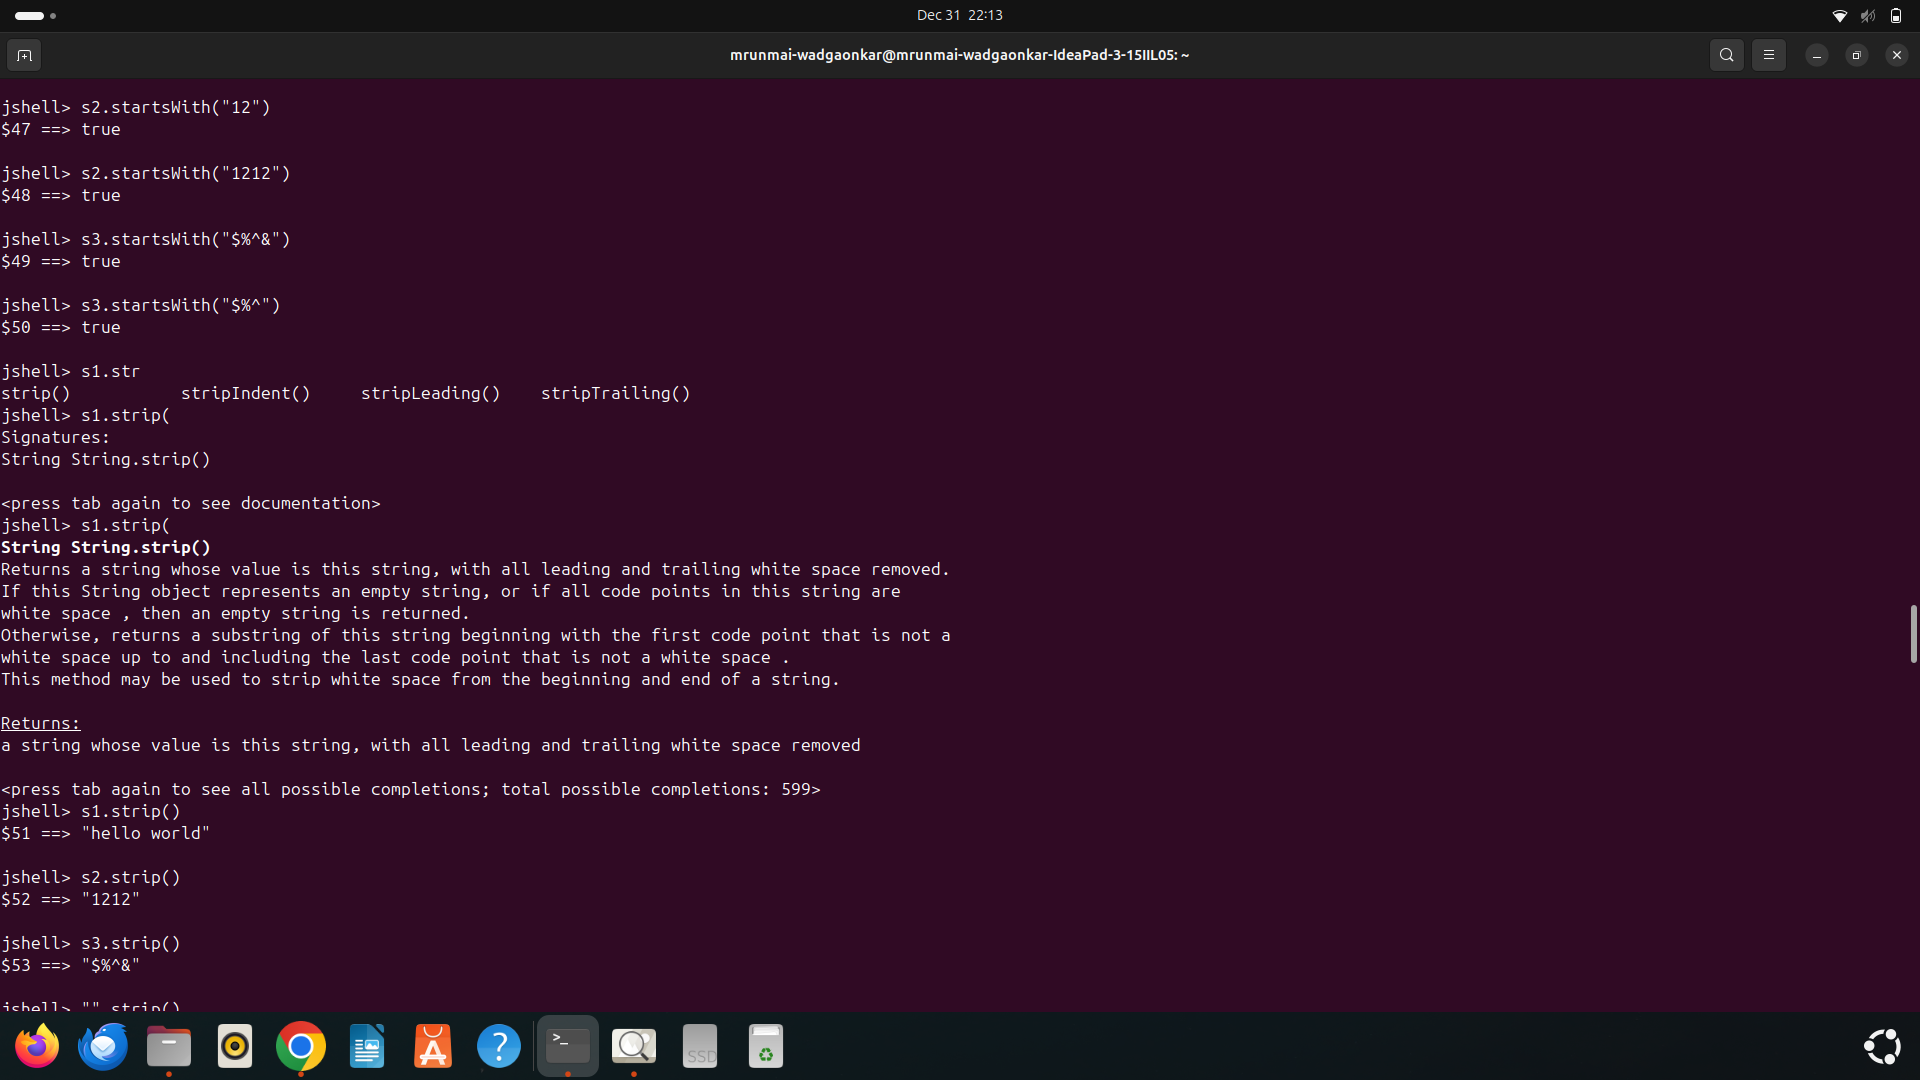 Dec 31 22:13
mrunmai-wadgaonkar@mrunmai-wadgaonkar-IdeaPad-3-15IIL05: ~
jshell> s2.startsWith("12")
$47 ==> true
jshell> s2.startsWith("1212")
$48 ==> true
jshell> s3.startsWith("$%^&")
$49 ==> true
jshell> s3.startsWith("$%^")
$50 ==> true
jshell> s1.str
strip() stripIndent() stripLeading() stripTrailing()
jshell> s1.strip(
Signatures:
String String.strip()
<press tab again to see documentation>
jshell> s1.strip(
String String.strip()
Returns a string whose value is this string, with all leading and trailing white space removed.
If this String object represents an empty string, or if all code points in this string are
white space , then an empty string is returned.
Otherwise, returns a substring of this string beginning with the first code point that is not a
white space up to and including the last code point that is not a white space .
This method may be used to strip white space from the beginning and end of a string.
Returns:
a string whose value is this string, with all leading and trailing white space removed
<press tab again to see all possible completions; total possible completions: 599>
jshell> s1.strip()
$51 ==> "hello world"
jshell> s2.strip()
$52 ==> "1212"
jshell> s3.strip()
$53 ==> "$%^&"
jshell> "".strip()
>_
?
SSD